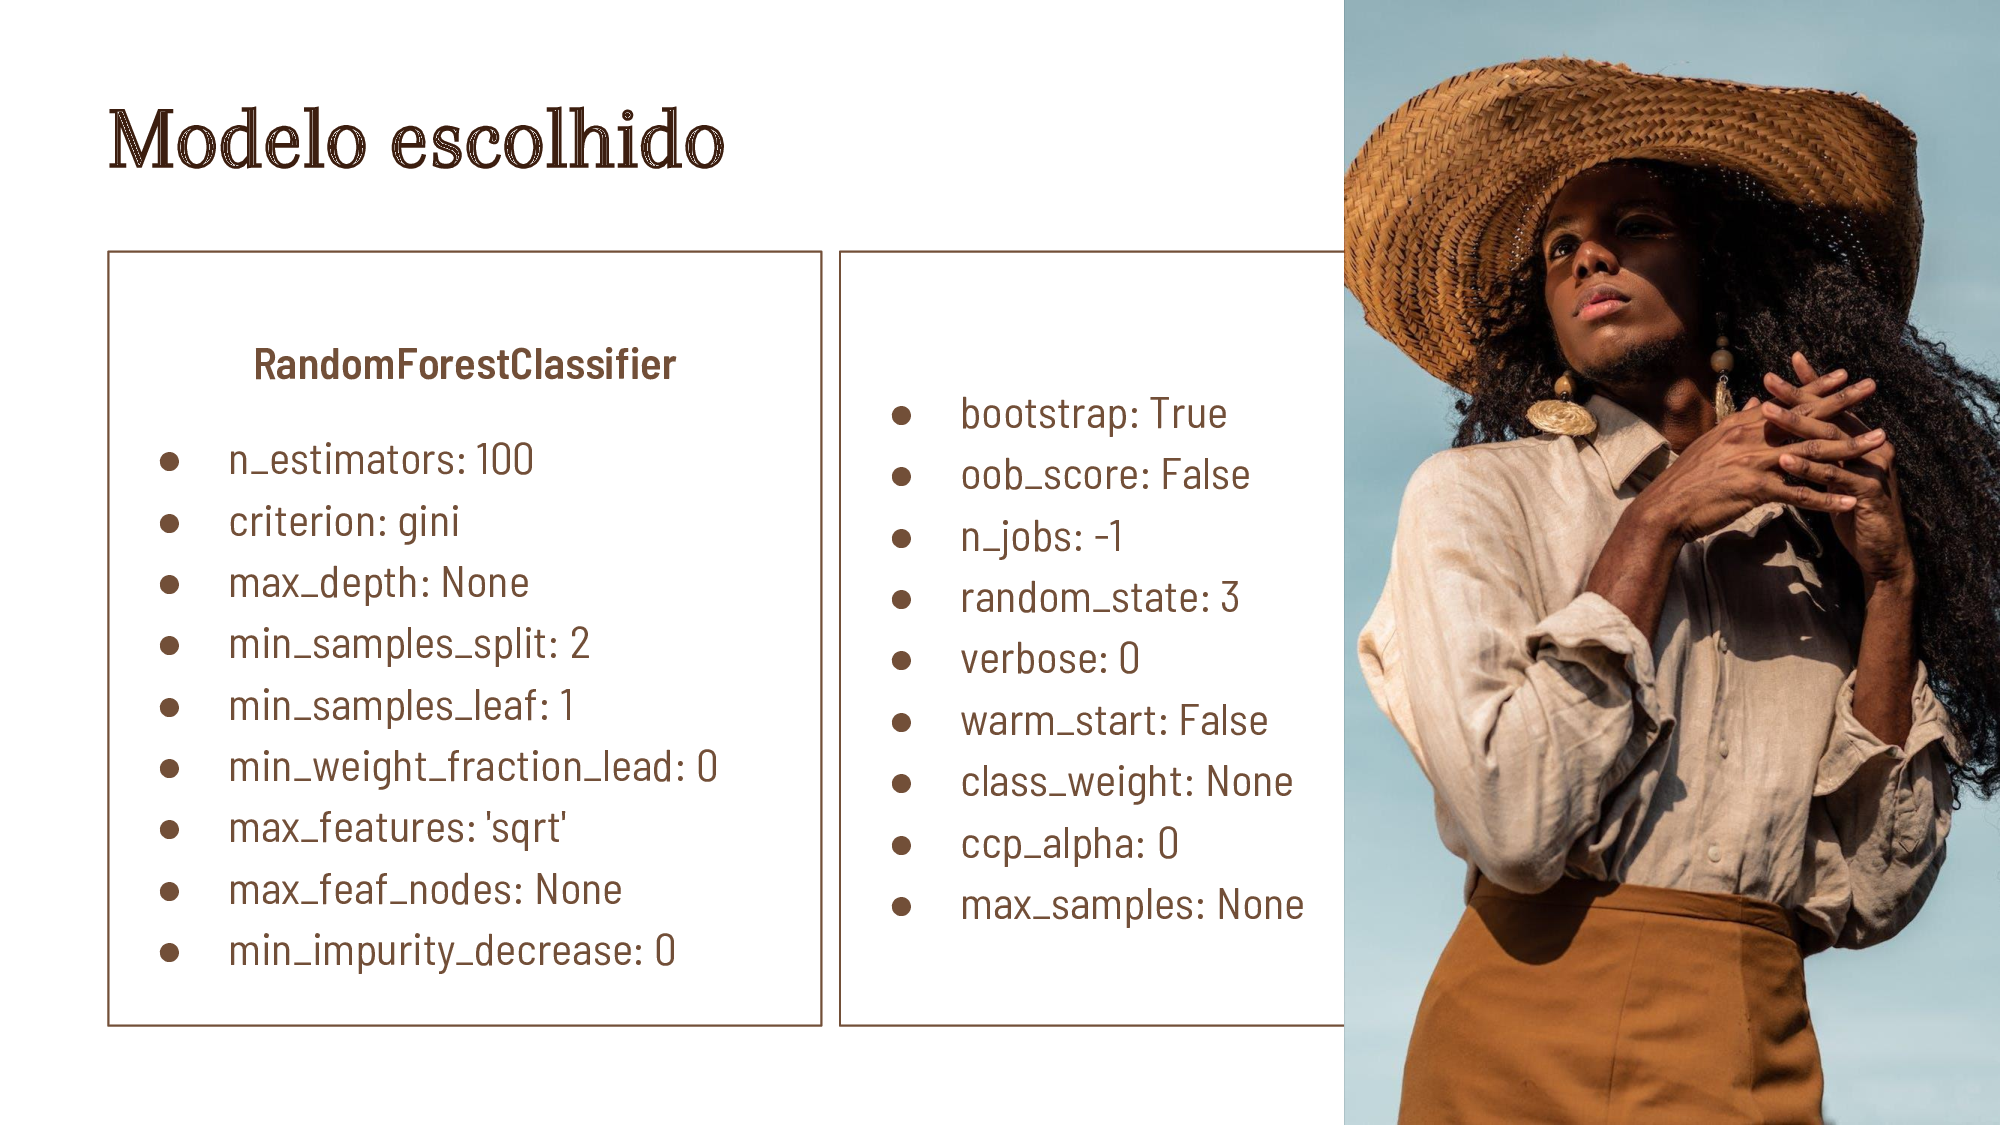 Modelo escolhido
RandomForestClassifier
● n_estimators: 100
● criterion: gini
● max_depth: None
● min_samples_split: 2
● min_samples_leaf: 1
● min_weight_fraction_lead: 0
● max_features: 'sqrt'
● max_feaf_nodes: None
● min_impurity_decrease: 0
● bootstrap: True
● oob_score: False
● n_jobs: -1
● random_state: 3
● verbose: 0
● warm_start: False
● class_weight: None
● ccp_alpha: 0
● max_samples: None